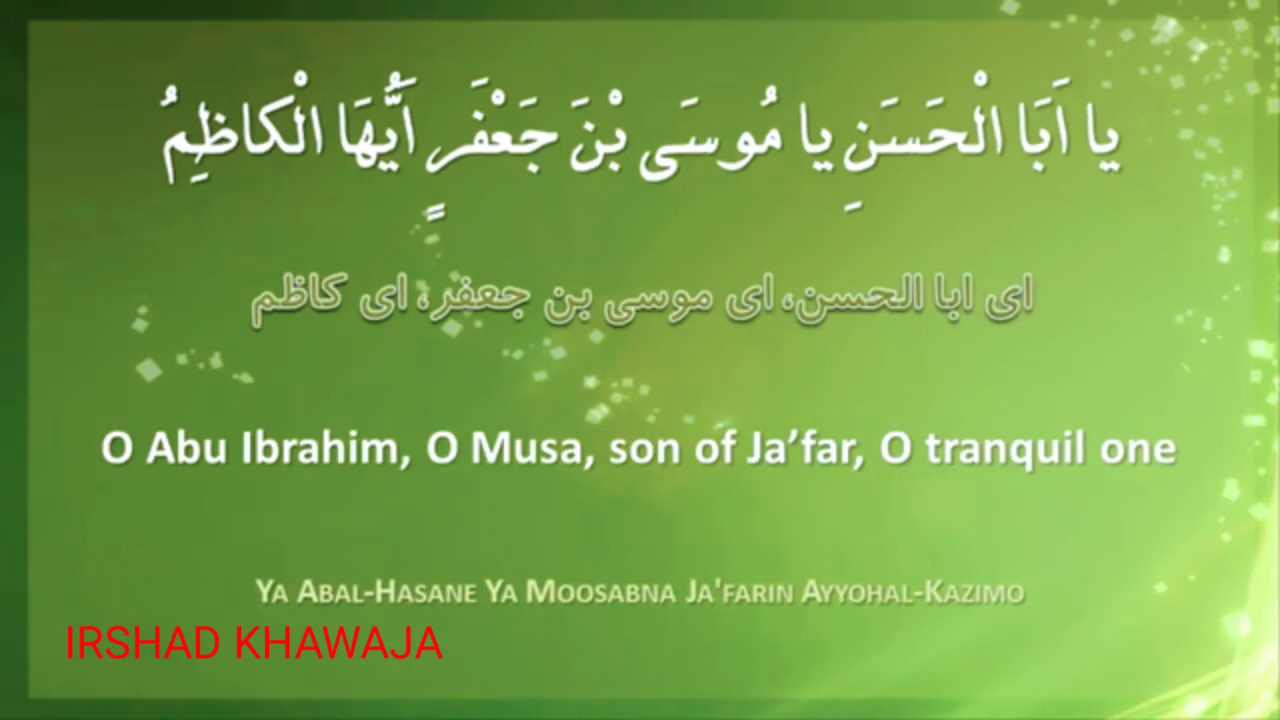 يا اَبَا الْحَسَنِ يا مُوسَى بْنَ جَعْفَرٍ اَيُّهَا الْكاظِمُ
ای ابا الحسن، ای موسی بن جعفر، ای کاظم
O Abu Ibrahim, O Musa, son of Ja’far, O tranquil one
Ya Abal-Hasane Ya Moosabna Ja'farin Ayyohal-Kazimo
IRSHAD KHAWAJA